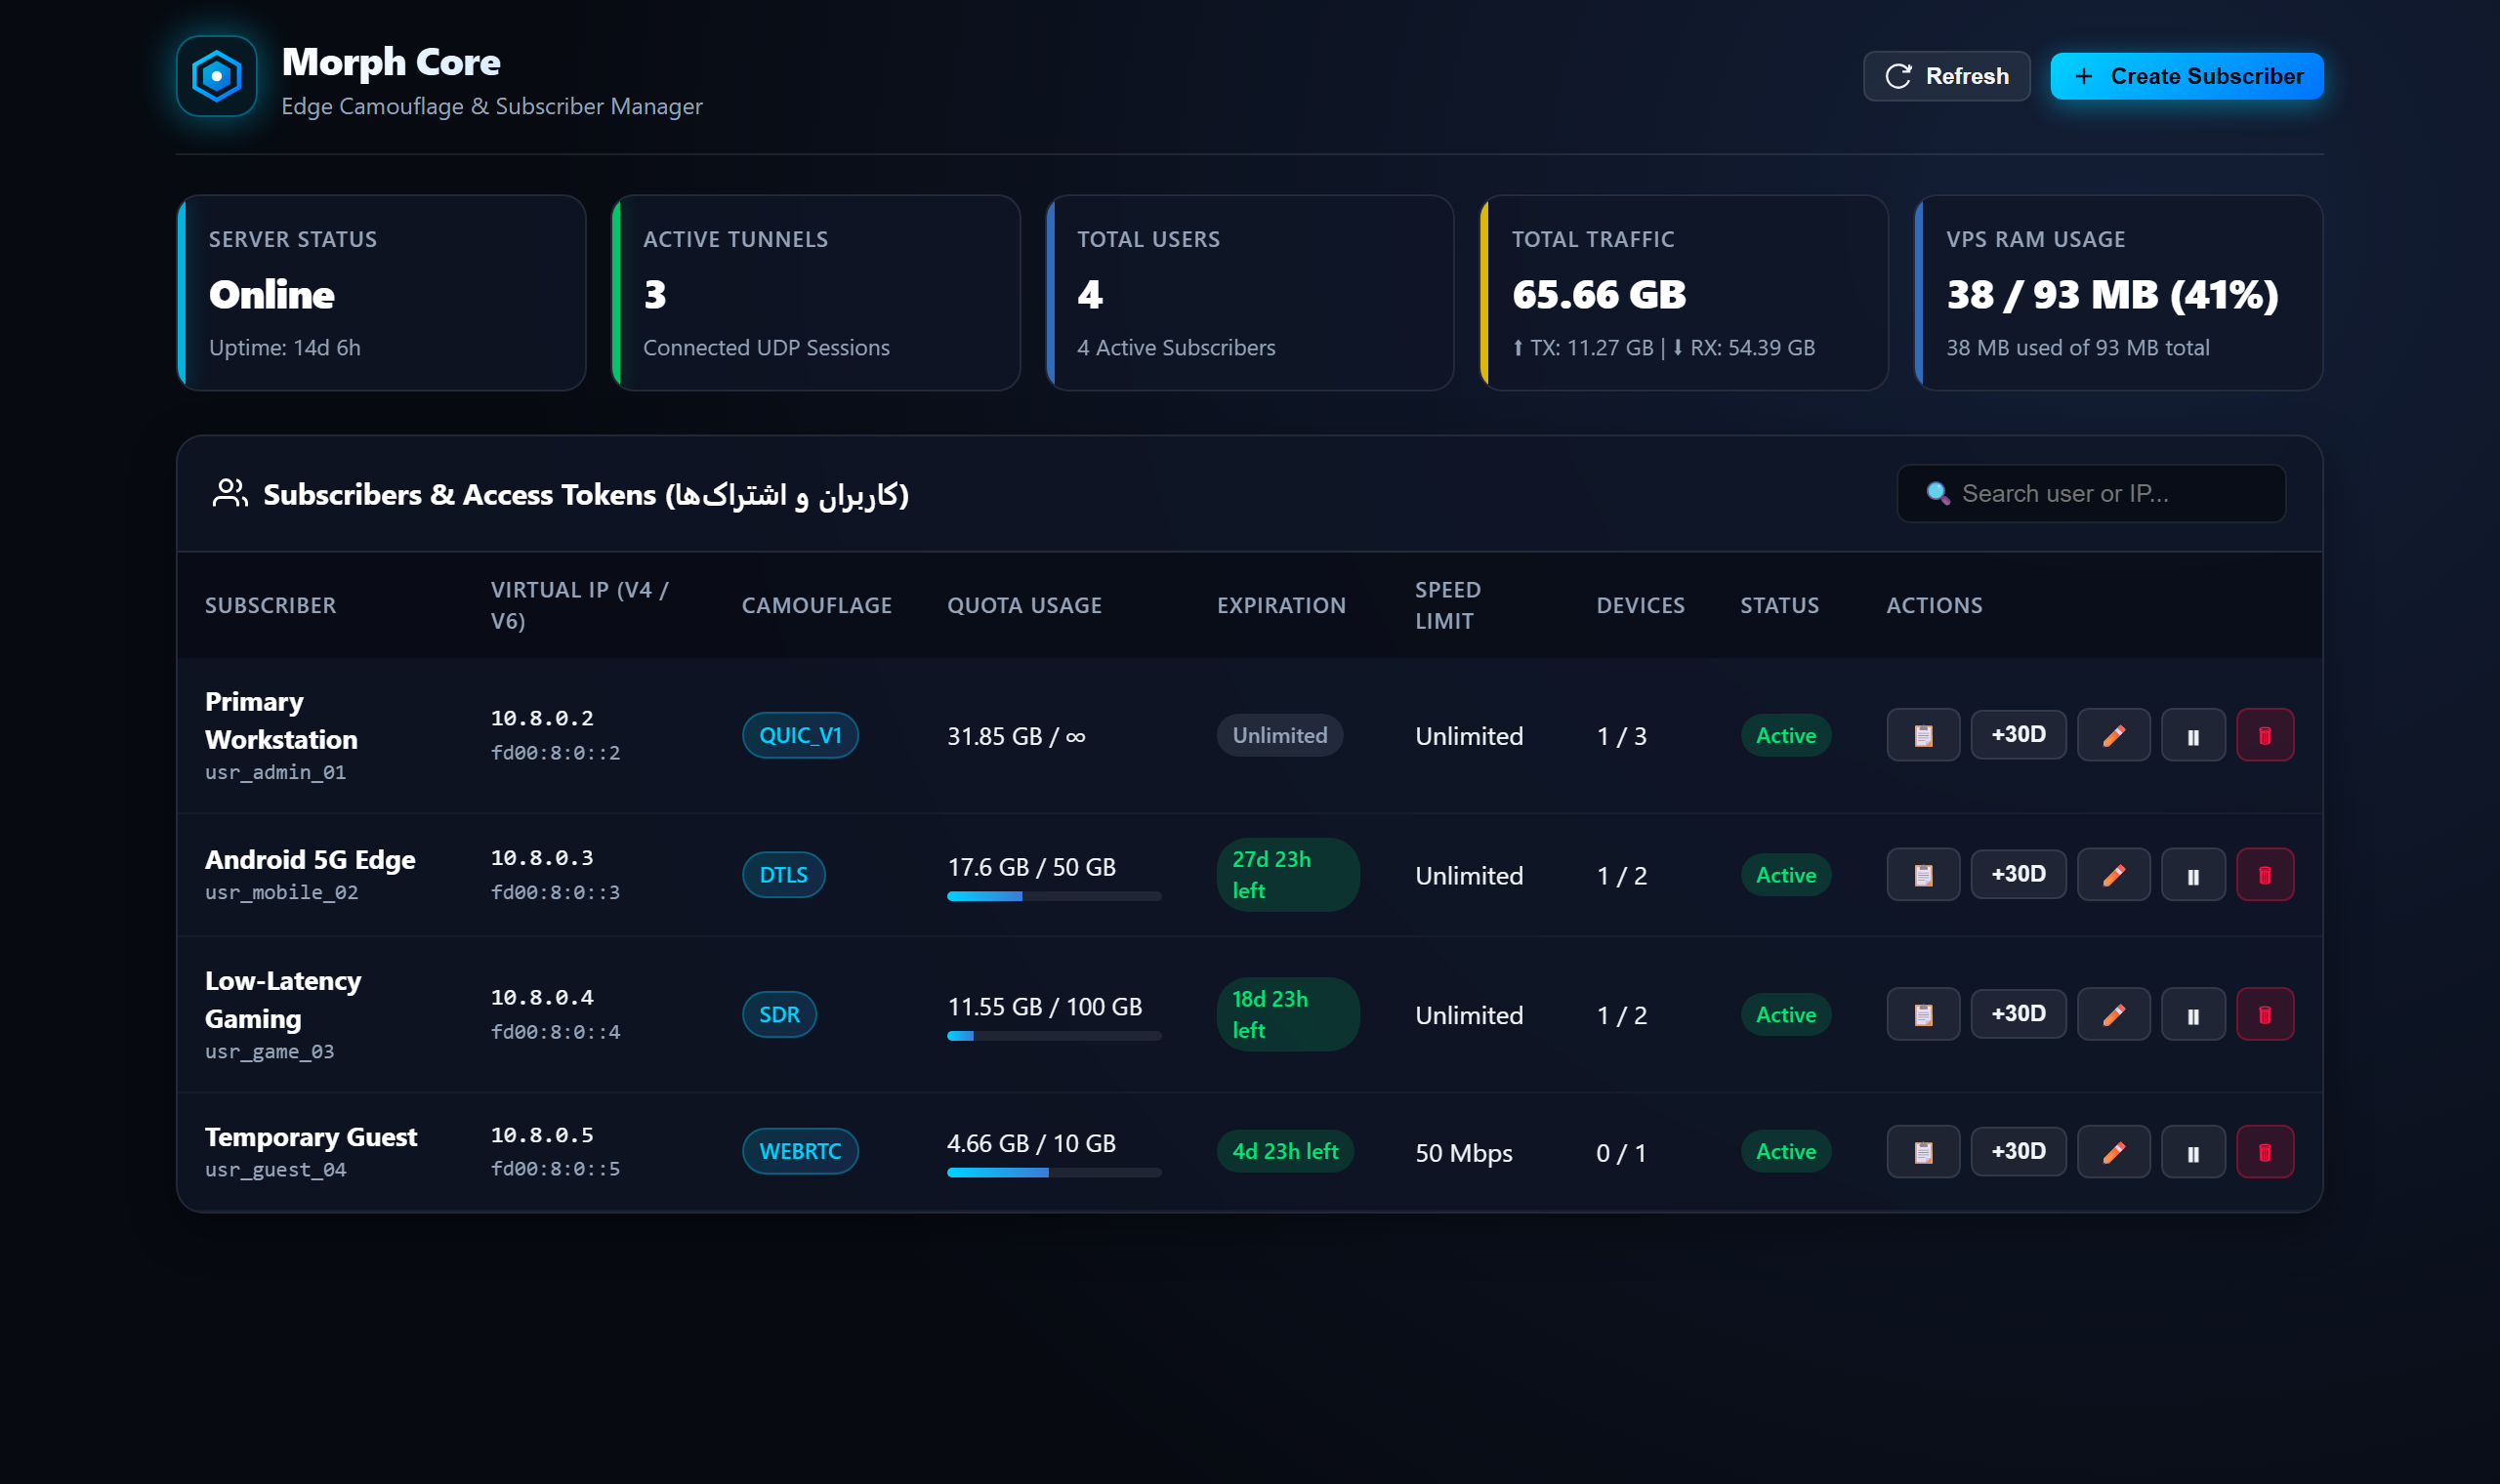 Morph Core
Edge Camouflage & Subscriber Manager
Refresh
+ Create Subscriber
SERVER STATUS
Online
Uptime: 14d 6h
ACTIVE TUNNELS
3
Connected UDP Sessions
TOTAL USERS
4
4 Active Subscribers
TOTAL TRAFFIC
65.66 GB
⬆ TX: 11.27 GB | ⬇ RX: 54.39 GB
VPS RAM USAGE
38 / 93 MB (41%)
38 MB used of 93 MB total
Subscribers & Access Tokens (کاربران و اشتراک‌ها)
🔍 Search user or IP...
SUBSCRIBER
VIRTUAL IP (V4 /
V6)
CAMOUFLAGE
QUOTA USAGE
EXPIRATION
SPEED
LIMIT
DEVICES
STATUS
ACTIONS
Primary
Workstation
usr_admin_01
10.8.0.2
fd00:8:0::2
QUIC_V1
31.85 GB / ∞
Unlimited
Unlimited
1 / 3
Active
+30D
Android 5G Edge
usr_mobile_02
10.8.0.3
fd00:8:0::3
DTLS
17.6 GB / 50 GB
27d 23h
left
Unlimited
1 / 2
Active
+30D
Low-Latency
Gaming
usr_game_03
10.8.0.4
fd00:8:0::4
SDR
11.55 GB / 100 GB
18d 23h
left
Unlimited
1 / 2
Active
+30D
Temporary Guest
usr_guest_04
10.8.0.5
fd00:8:0::5
WEBRTC
4.66 GB / 10 GB
4d 23h left
50 Mbps
0 / 1
Active
+30D